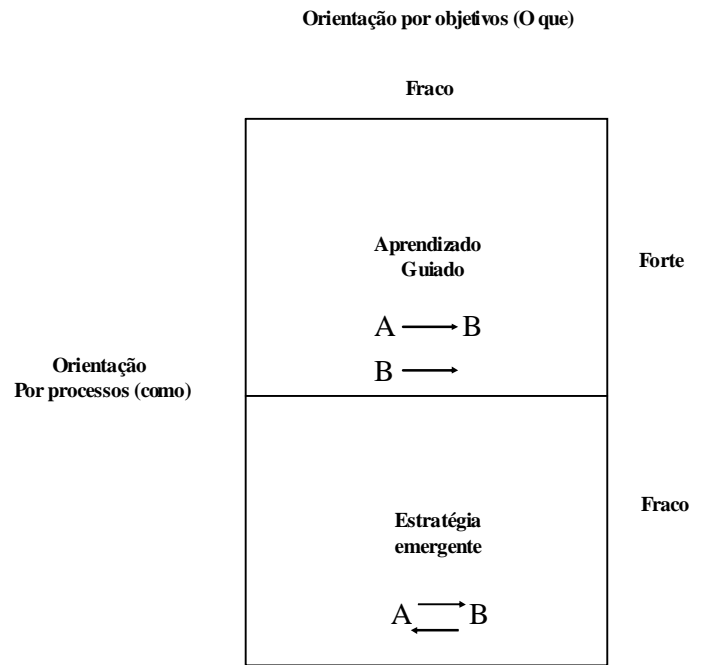 Orientação por objetivos (O que)
Fraco
Aprendizado
Guiado
Forte
A → B
B →
Orientação
Por processos (como)
Estratégia
emergente
Fraco
A B